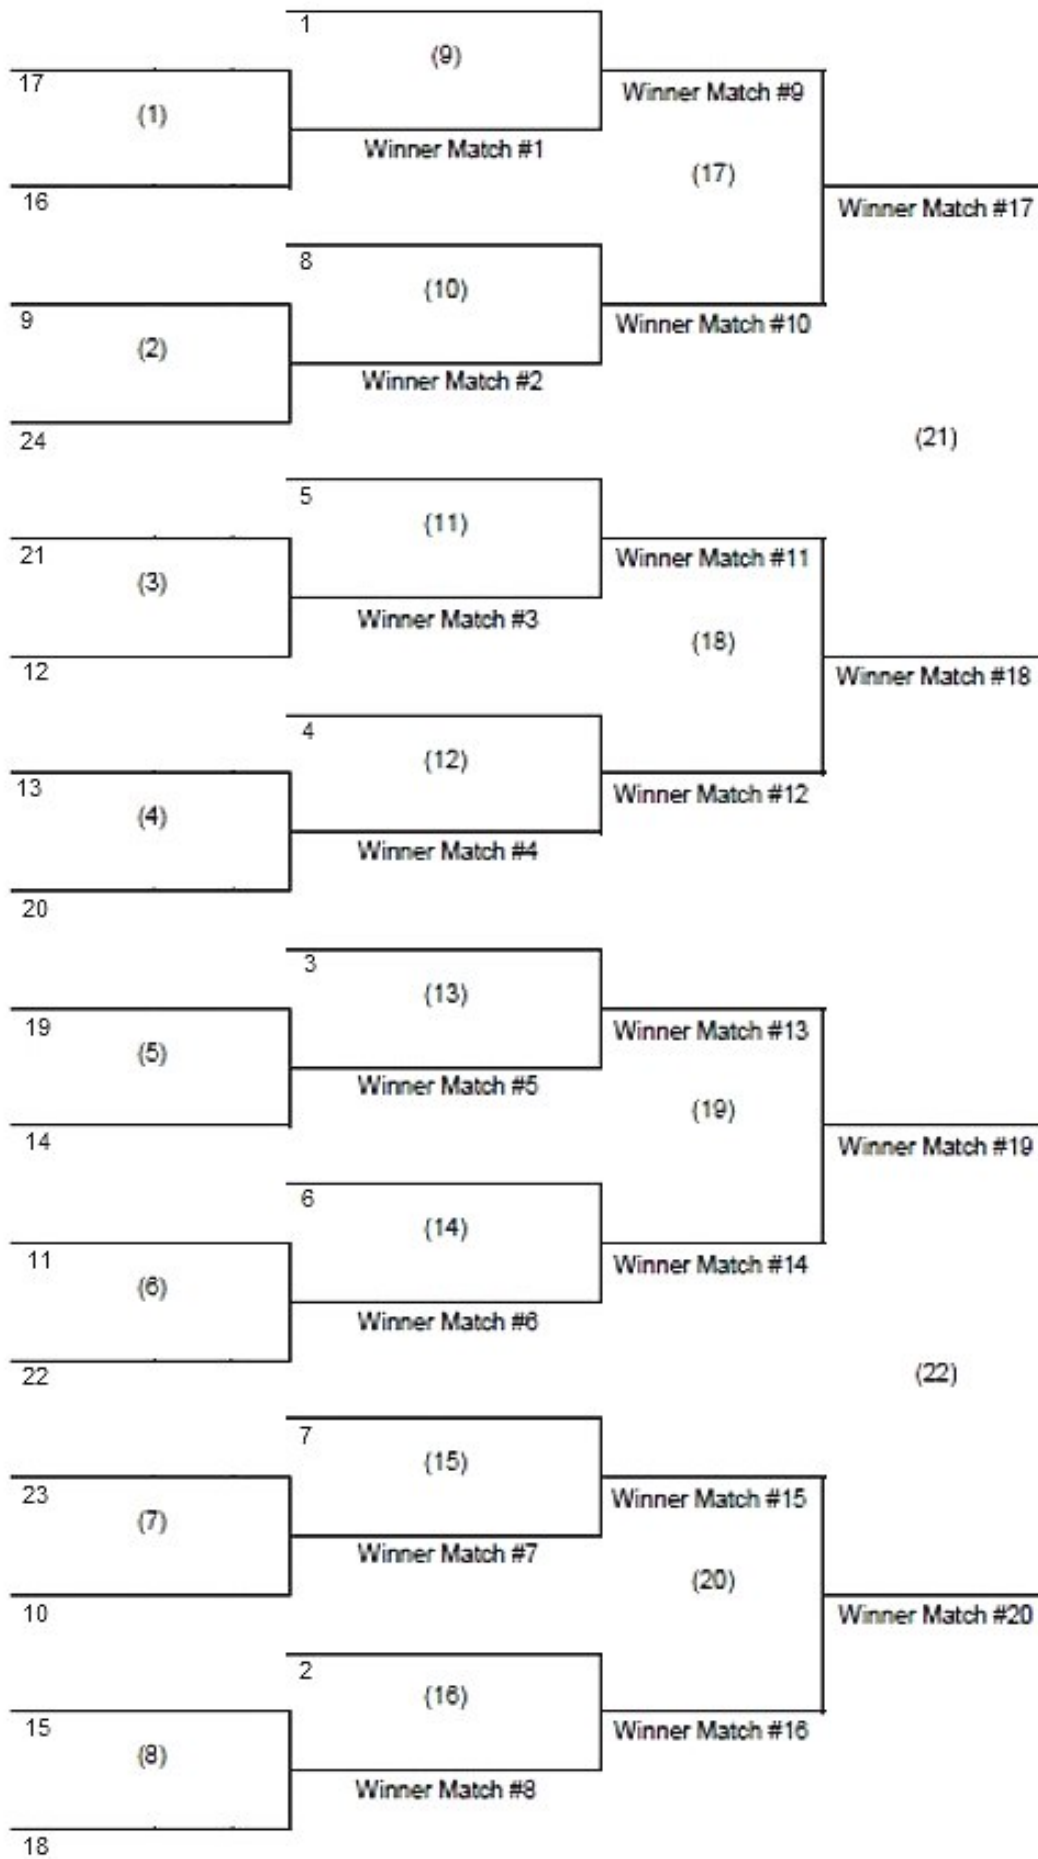 1
(9)
17
Winner Match #9
(1)
Winner Match #1
(17)
16
Winner Match #17
8
(10)
9
Winner Match #10
(2)
Winner Match #2
24
(21)
5
(11)
21
Winner Match #11
(3)
Winner Match #3
(18)
12
Winner Match #18
4
(12)
13
Winner Match #12
(4)
Winner Match #4
20
3
(13)
19
Winner Match #13
(5)
Winner Match #5
(19)
14
Winner Match #19
6
(14)
11
Winner Match #14
(6)
Winner Match #6
22
(22)
7
(15)
23
Winner Match #15
(7)
Winner Match #7
(20)
10
Winner Match #20
2
(16)
15
Winner Match #16
(8)
Winner Match #8
18